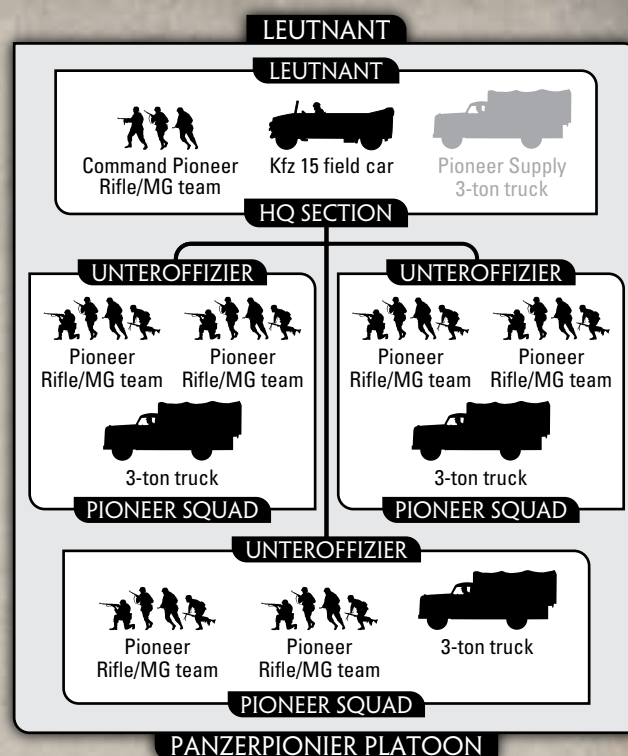 LEUTNANT
LEUTNANT
Command Pioneer
Rifle/MG team
Kfz 15 field car
Pioneer Supply
3-ton truck
HQ SECTION
UNTEROFFIZIER
Pioneer
Rifle/MG team
Pioneer
Rifle/MG team
3-ton truck
PIONEER SQUAD
UNTEROFFIZIER
Pioneer
Rifle/MG team
Pioneer
Rifle/MG team
3-ton truck
PIONEER SQUAD
UNTEROFFIZIER
Pioneer
Rifle/MG team
Pioneer
Rifle/MG team
3-ton truck
PIONEER SQUAD
PANZERPIONIER PLATOON